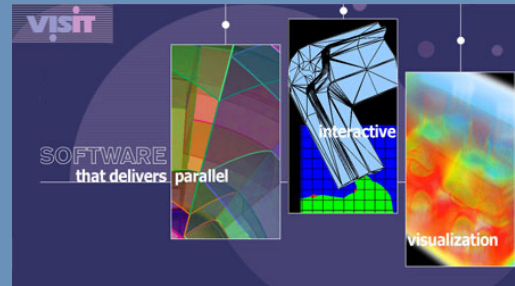 VISIT
SOFTWARE
that delivers parallel
interactive
visualization